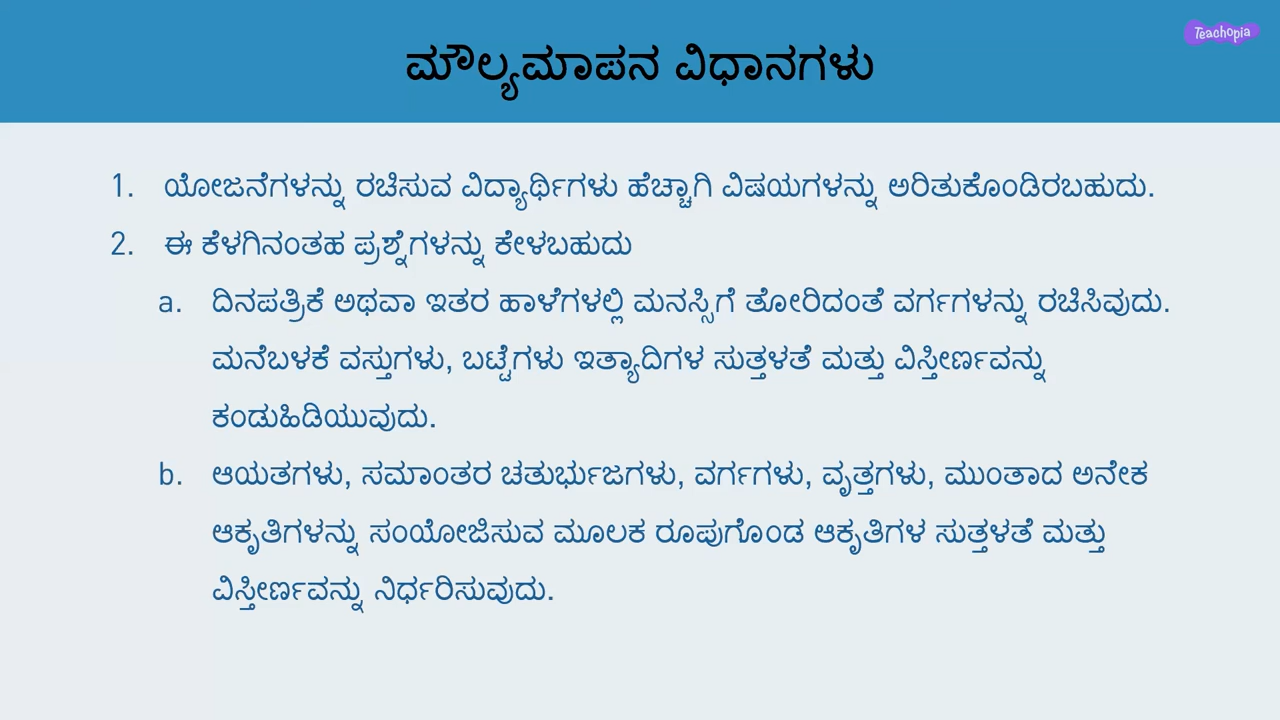 Teachopia
ಮೌಲ್ಯಮಾಪನ ವಿಧಾನಗಳು
1. ಯೋಜನೆಗಳನ್ನು ರಚಿಸುವ ವಿದ್ಯಾರ್ಥಿಗಳು ಹೆಚ್ಚಾಗಿ ವಿಷಯಗಳನ್ನು ಅರಿತುಕೊಂಡಿರಬಹುದು.
2. ಈ ಕೆಳಗಿನಂತಹ ಪ್ರಶ್ನೆಗಳನ್ನು ಕೇಳಬಹುದು
a. ದಿನಪತ್ರಿಕೆ ಅಥವಾ ಇತರ ಹಾಳೆಗಳಲ್ಲಿ ಮನಸ್ಸಿಗೆ ತೋರಿದಂತೆ ವರ್ಗಗಳನ್ನು ರಚಿಸಿವುದು.
ಮನೆಬಳಕೆ ವಸ್ತುಗಳು, ಬಟ್ಟೆಗಳು ಇತ್ಯಾದಿಗಳ ಸುತ್ತಳತೆ ಮತ್ತು ವಿಸ್ತೀರ್ಣವನ್ನು
ಕಂಡುಹಿಡಿಯುವುದು.
b. ಆಯತಗಳು, ಸಮಾಂತರ ಚತುರ್ಭುಜಗಳು, ವರ್ಗಗಳು, ವೃತ್ತಗಳು, ಮುಂತಾದ ಅನೇಕ
ಆಕೃತಿಗಳನ್ನು ಸಂಯೋಜಿಸುವ ಮೂಲಕ ರೂಪುಗೊಂಡ ಆಕೃತಿಗಳ ಸುತ್ತಳತೆ ಮತ್ತು
ವಿಸ್ತೀರ್ಣವನ್ನು ನಿರ್ಧರಿಸುವುದು.